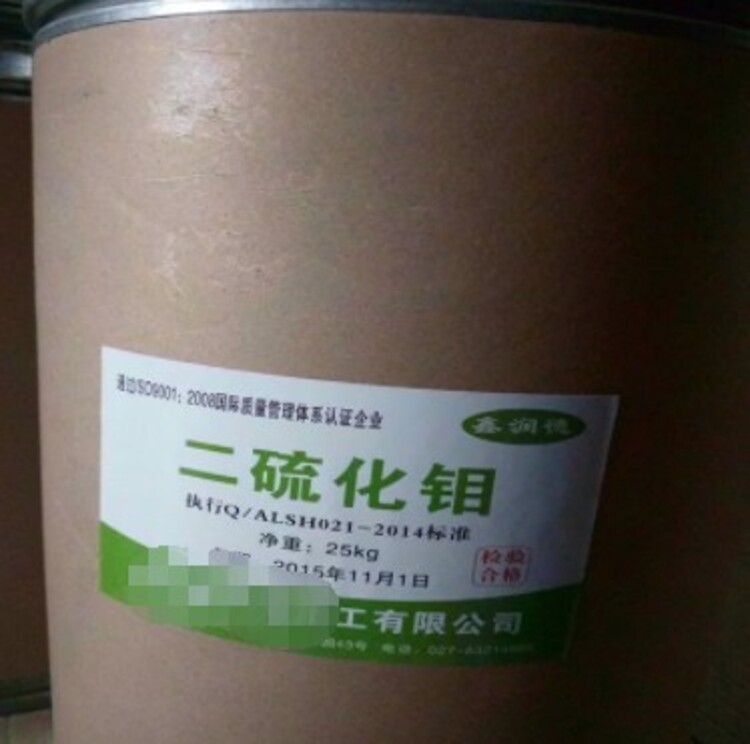 通过ISO9001：2008国际质量管理体系认证企业
鑫润德
二硫化钼
执行Q/ALSH021-2014标准
净重：25kg
2015年11月1日
检验
合格
工有限公司
电话：027-